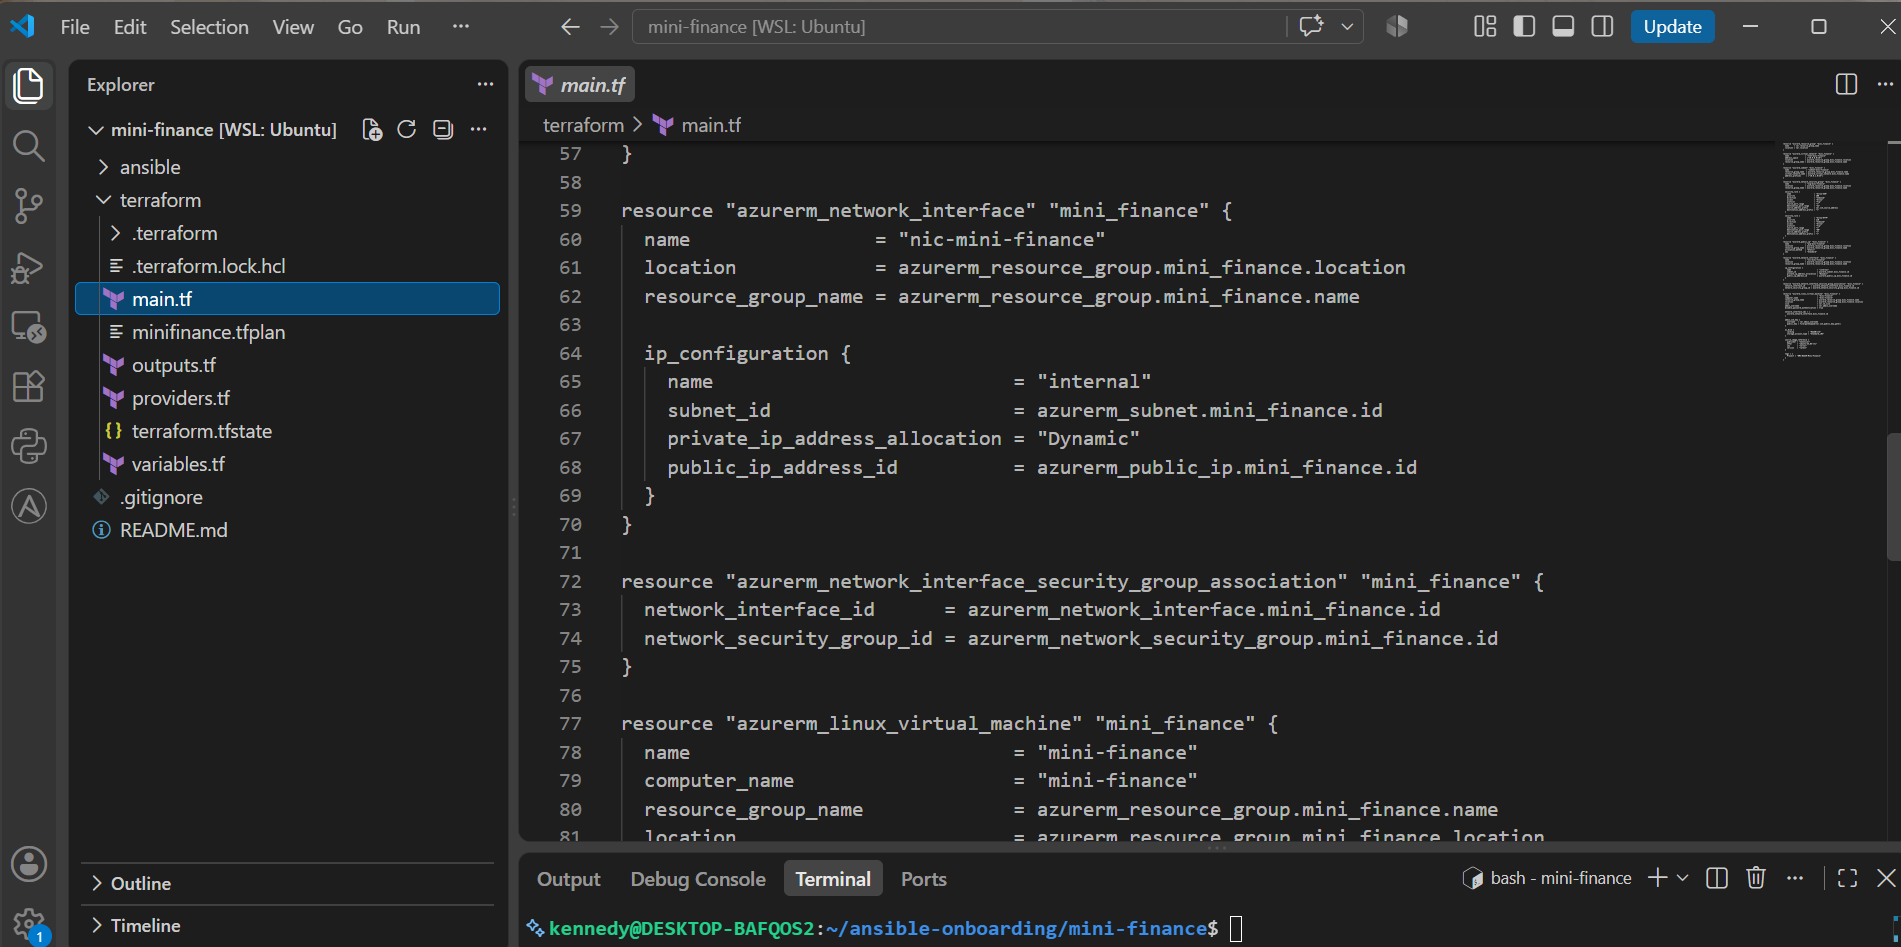 File Edit Selection View Go Run ···
mini-finance [WSL: Ubuntu]
Update
Explorer
mini-finance [WSL: Ubuntu]
ansible
terraform
.terraform
.terraform.lock.hcl
main.tf
minifinance.tfplan
outputs.tf
providers.tf
{} terraform.tfstate
variables.tf
.gitignore
README.md
Outline
Timeline
1
main.tf
terraform > main.tf
57 }
58
59 resource "azurerm_network_interface" "mini_finance" {
60 name = "nic-mini-finance"
61 location = azurerm_resource_group.mini_finance.location
62 resource_group_name = azurerm_resource_group.mini_finance.name
63
64 ip_configuration {
65 name = "internal"
66 subnet_id = azurerm_subnet.mini_finance.id
67 private_ip_address_allocation = "Dynamic"
68 public_ip_address_id = azurerm_public_ip.mini_finance.id
69 }
70 }
71
72 resource "azurerm_network_interface_security_group_association" "mini_finance" {
73 network_interface_id = azurerm_network_interface.mini_finance.id
74 network_security_group_id = azurerm_network_security_group.mini_finance.id
75 }
76
77 resource "azurerm_linux_virtual_machine" "mini_finance" {
78 name = "mini-finance"
79 computer_name = "mini-finance"
80 resource_group_name = azurerm_resource_group.mini_finance.name
81 location = azurerm_resource_group.mini_finance.location
Output Debug Console Terminal Ports
bash - mini-finance
kennedy@DESKTOP-BAFQOS2:~/ansible-onboarding/mini-finance$